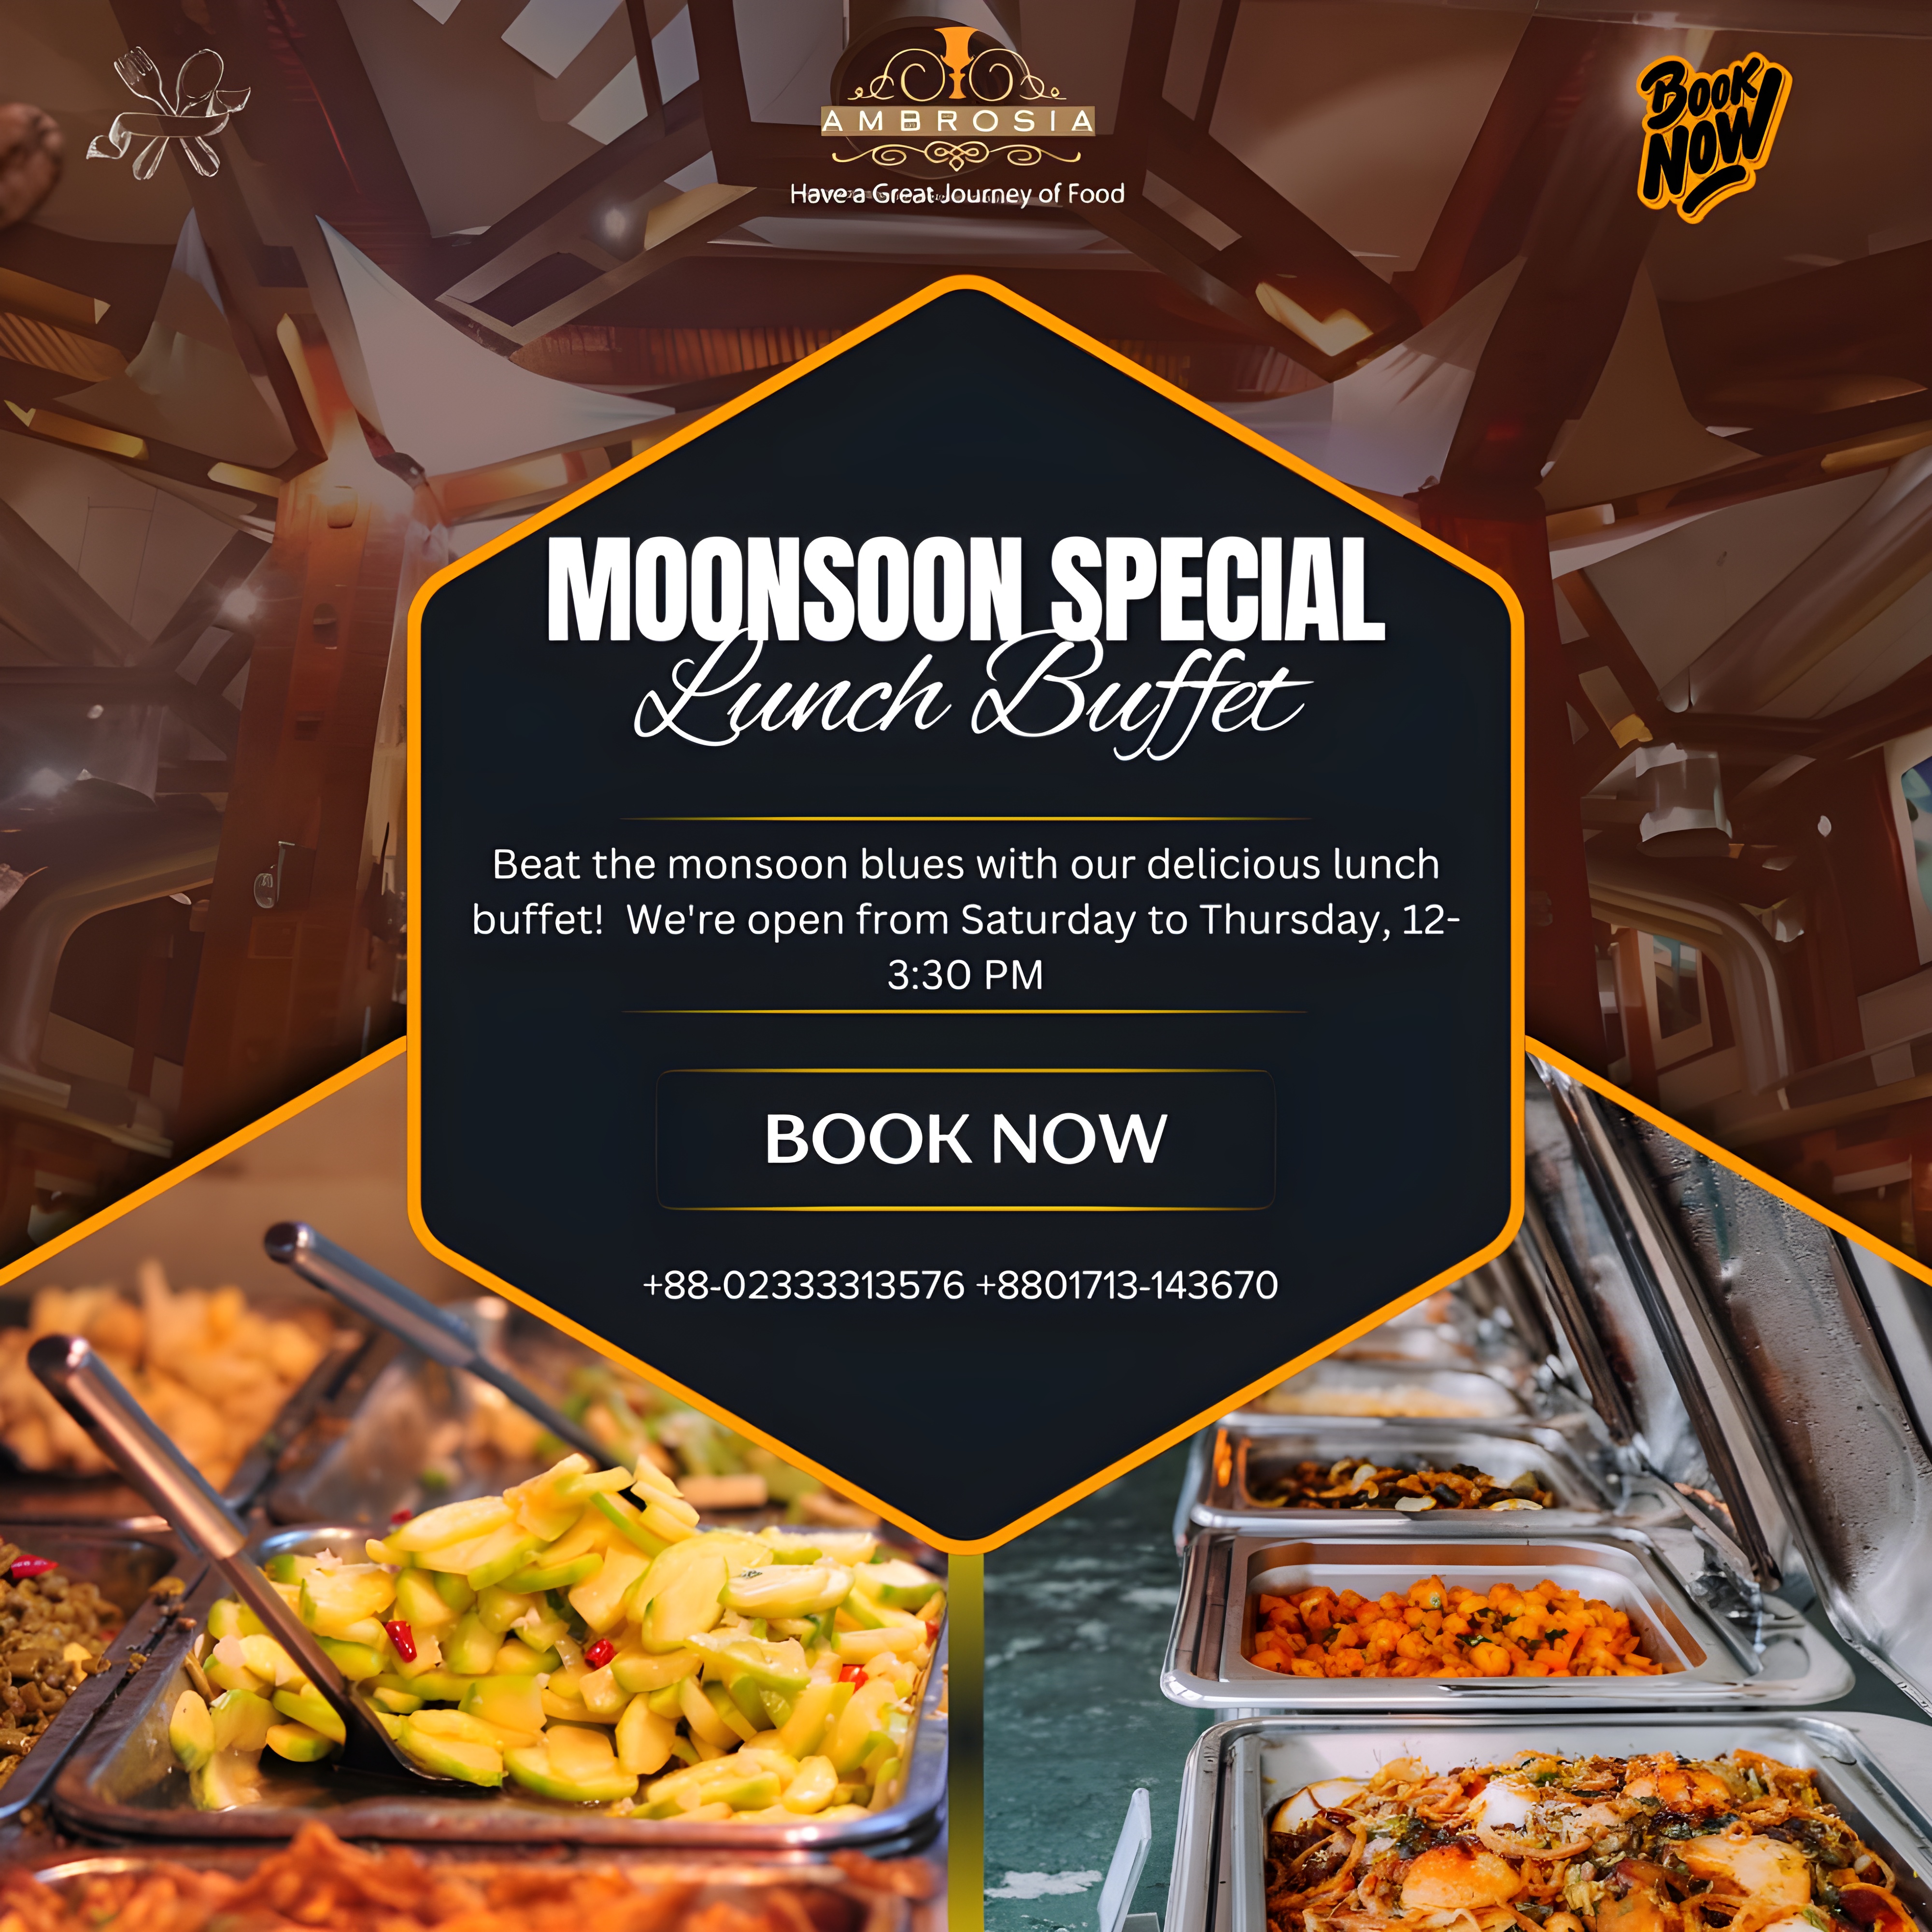 AMBROSIA
Have a Great Journey of Food
BOOK
NOW
MOONSOON SPECIAL
Lunch Buffet
Beat the monsoon blues with our delicious lunch
buffet!  We're open from Saturday to Thursday, 12-
3:30 PM
BOOK NOW
+88-02333313576 +8801713-143670